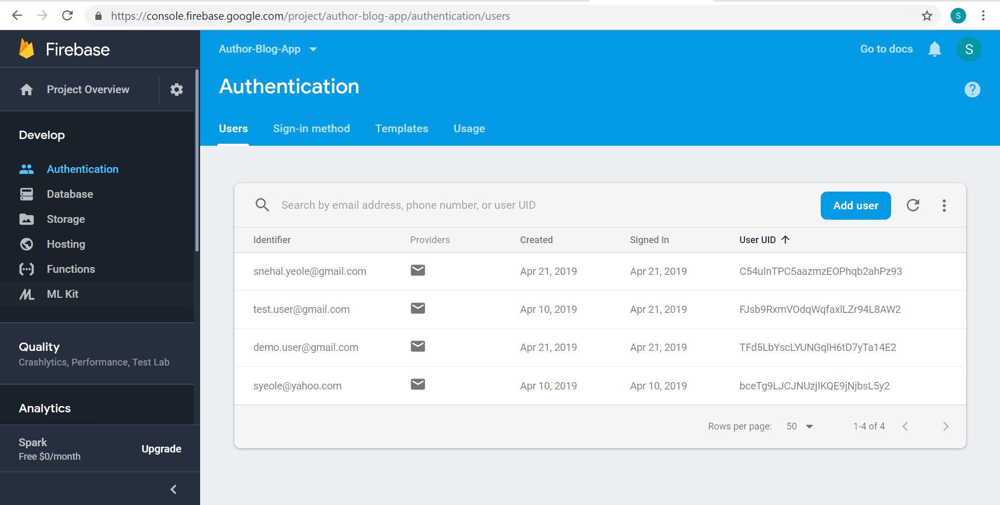 https://console.firebase.google.com/project/author-blog-app/authentication/users
S
Firebase
Project Overview
Develop
Authentication
Database
Storage
Hosting
Functions
ML Kit
Quality
Crashlytics, Performance, Test Lab
Analytics
Spark
Free $0/month
Upgrade
Author-Blog-App
Go to docs
S
Authentication
?
Users Sign-in method Templates Usage
Search by email address, phone number, or user UID
Add user
Identifier Providers Created Signed In User UID
snehal.yeole@gmail.com Apr 21, 2019 Apr 21, 2019 C54uInTPC5aazmzEOPhqb2ahPz93
test.user@gmail.com Apr 10, 2019 Apr 21, 2019 FJsb9RxmVOdqWqfaxlLZr94L8AW2
demo.user@gmail.com Apr 21, 2019 Apr 21, 2019 TFd5LbYscLYUNGqlH6tD7yTa14E2
syeole@yahoo.com Apr 10, 2019 Apr 10, 2019 bceTg9LJCJNUzjIKQE9jNjbsL5y2
Rows per page: 50 1-4 of 4